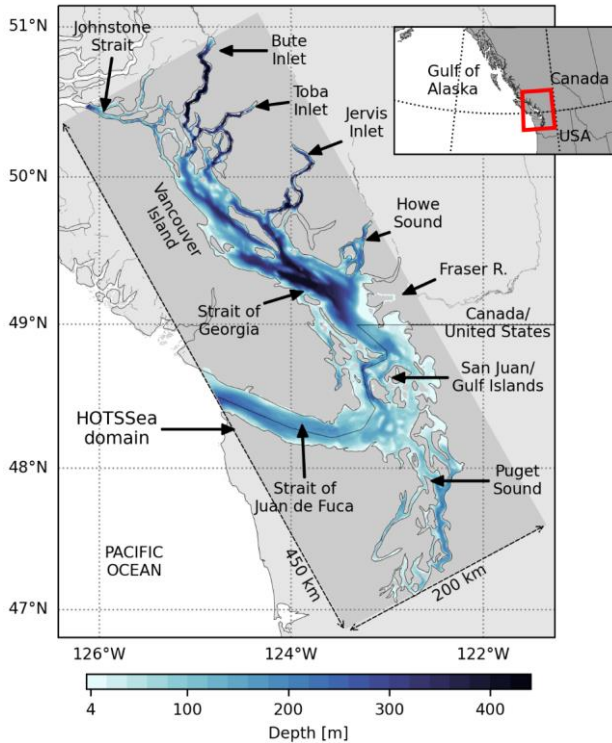 51°N
50°N
49°N
48°N
47°N
126°W
124°W
122°W
Johnstone
Strait
Bute
Inlet
Toba
Inlet
Jervis
Inlet
Gulf of
Alaska
Canada
USA
Vancouver
Island
Howe
Sound
Fraser R.
Strait of
Georgia
Canada/
United States
San Juan/
Gulf Islands
HOTSSea
domain
Strait of
Juan de Fuca
Puget
Sound
PACIFIC
OCEAN
450 km
200 km
4
100
200
300
400
Depth [m]